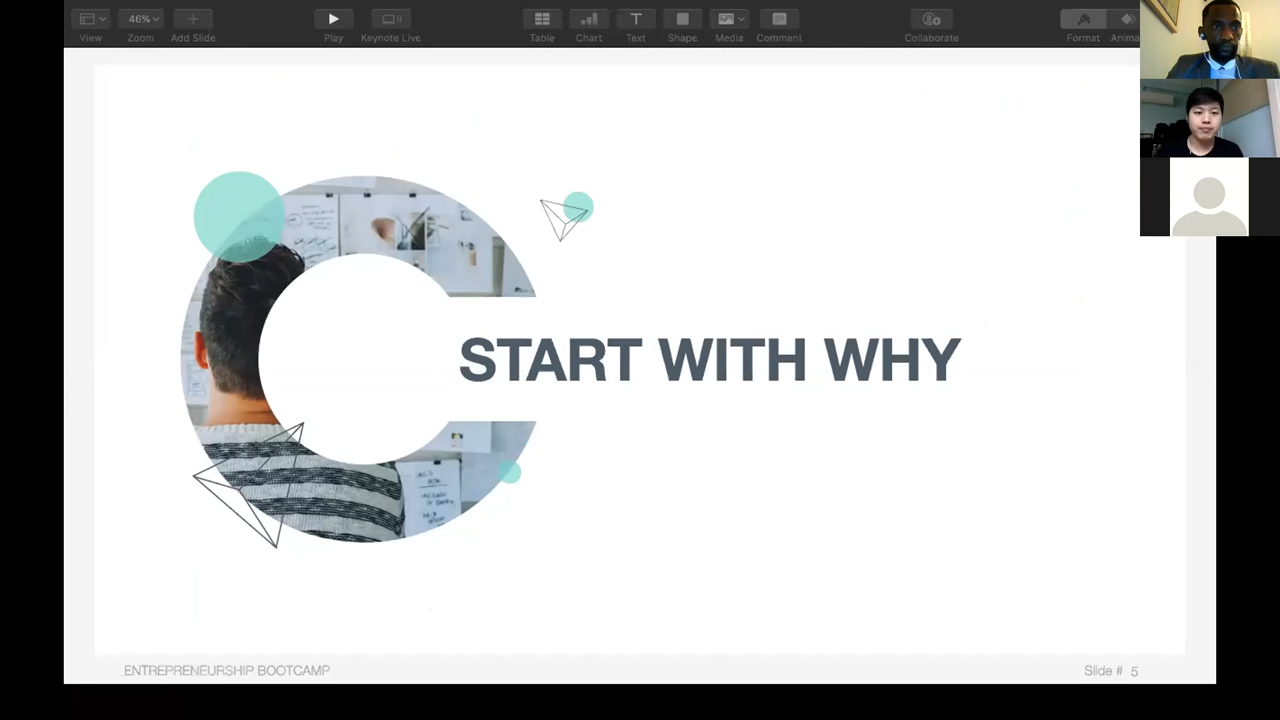 46%
View
Zoom
Add Slide
Play
Keynote Live
Table
Chart
Text
Shape
Media
Comment
Collaborate
Format
Anima
START WITH WHY
ENTREPRENEURSHIP BOOTCAMP
Slide # 5